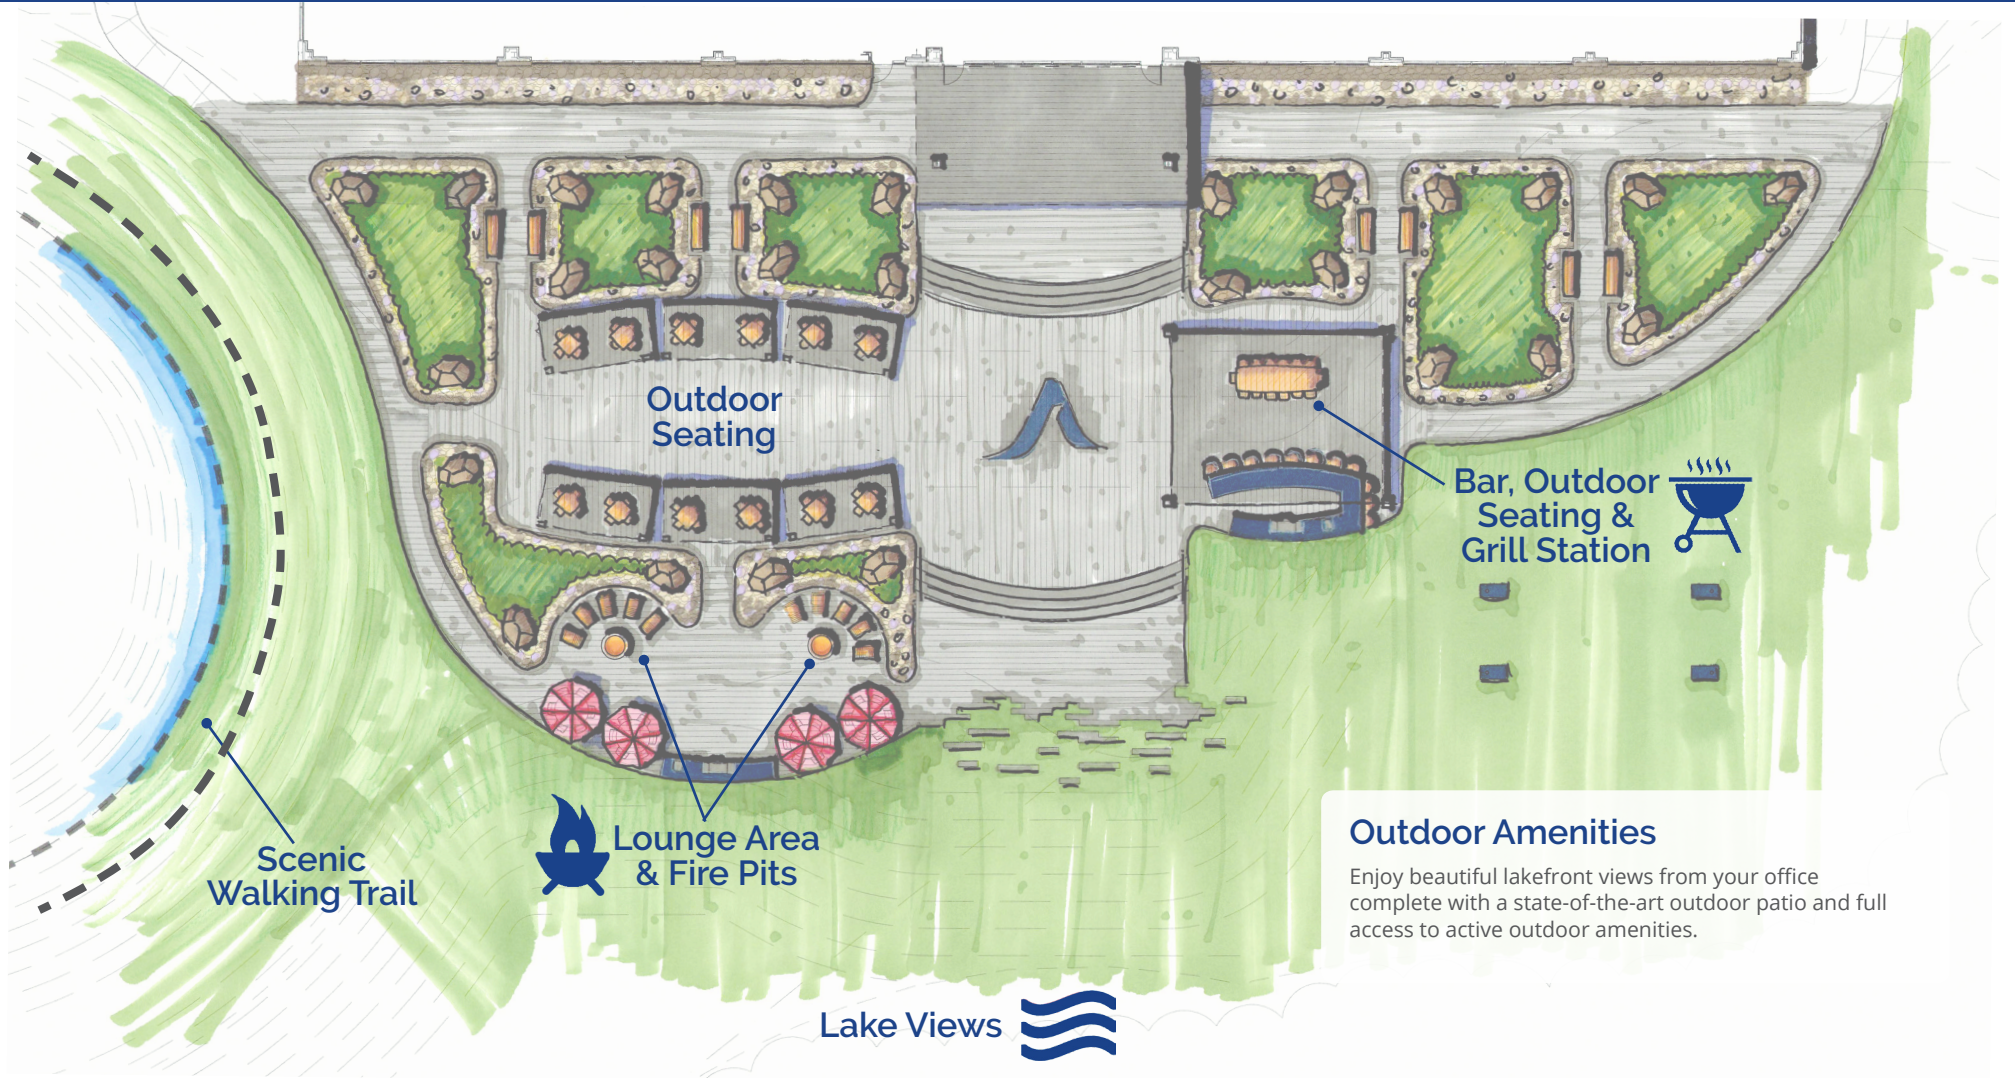 Outdoor
Seating
Bar, Outdoor
Seating &
Grill Station
Scenic
Walking Trail
Lounge Area
& Fire Pits
Outdoor Amenities
Enjoy beautiful lakefront views from your office
complete with a state-of-the-art outdoor patio and full
access to active outdoor amenities.
Lake Views